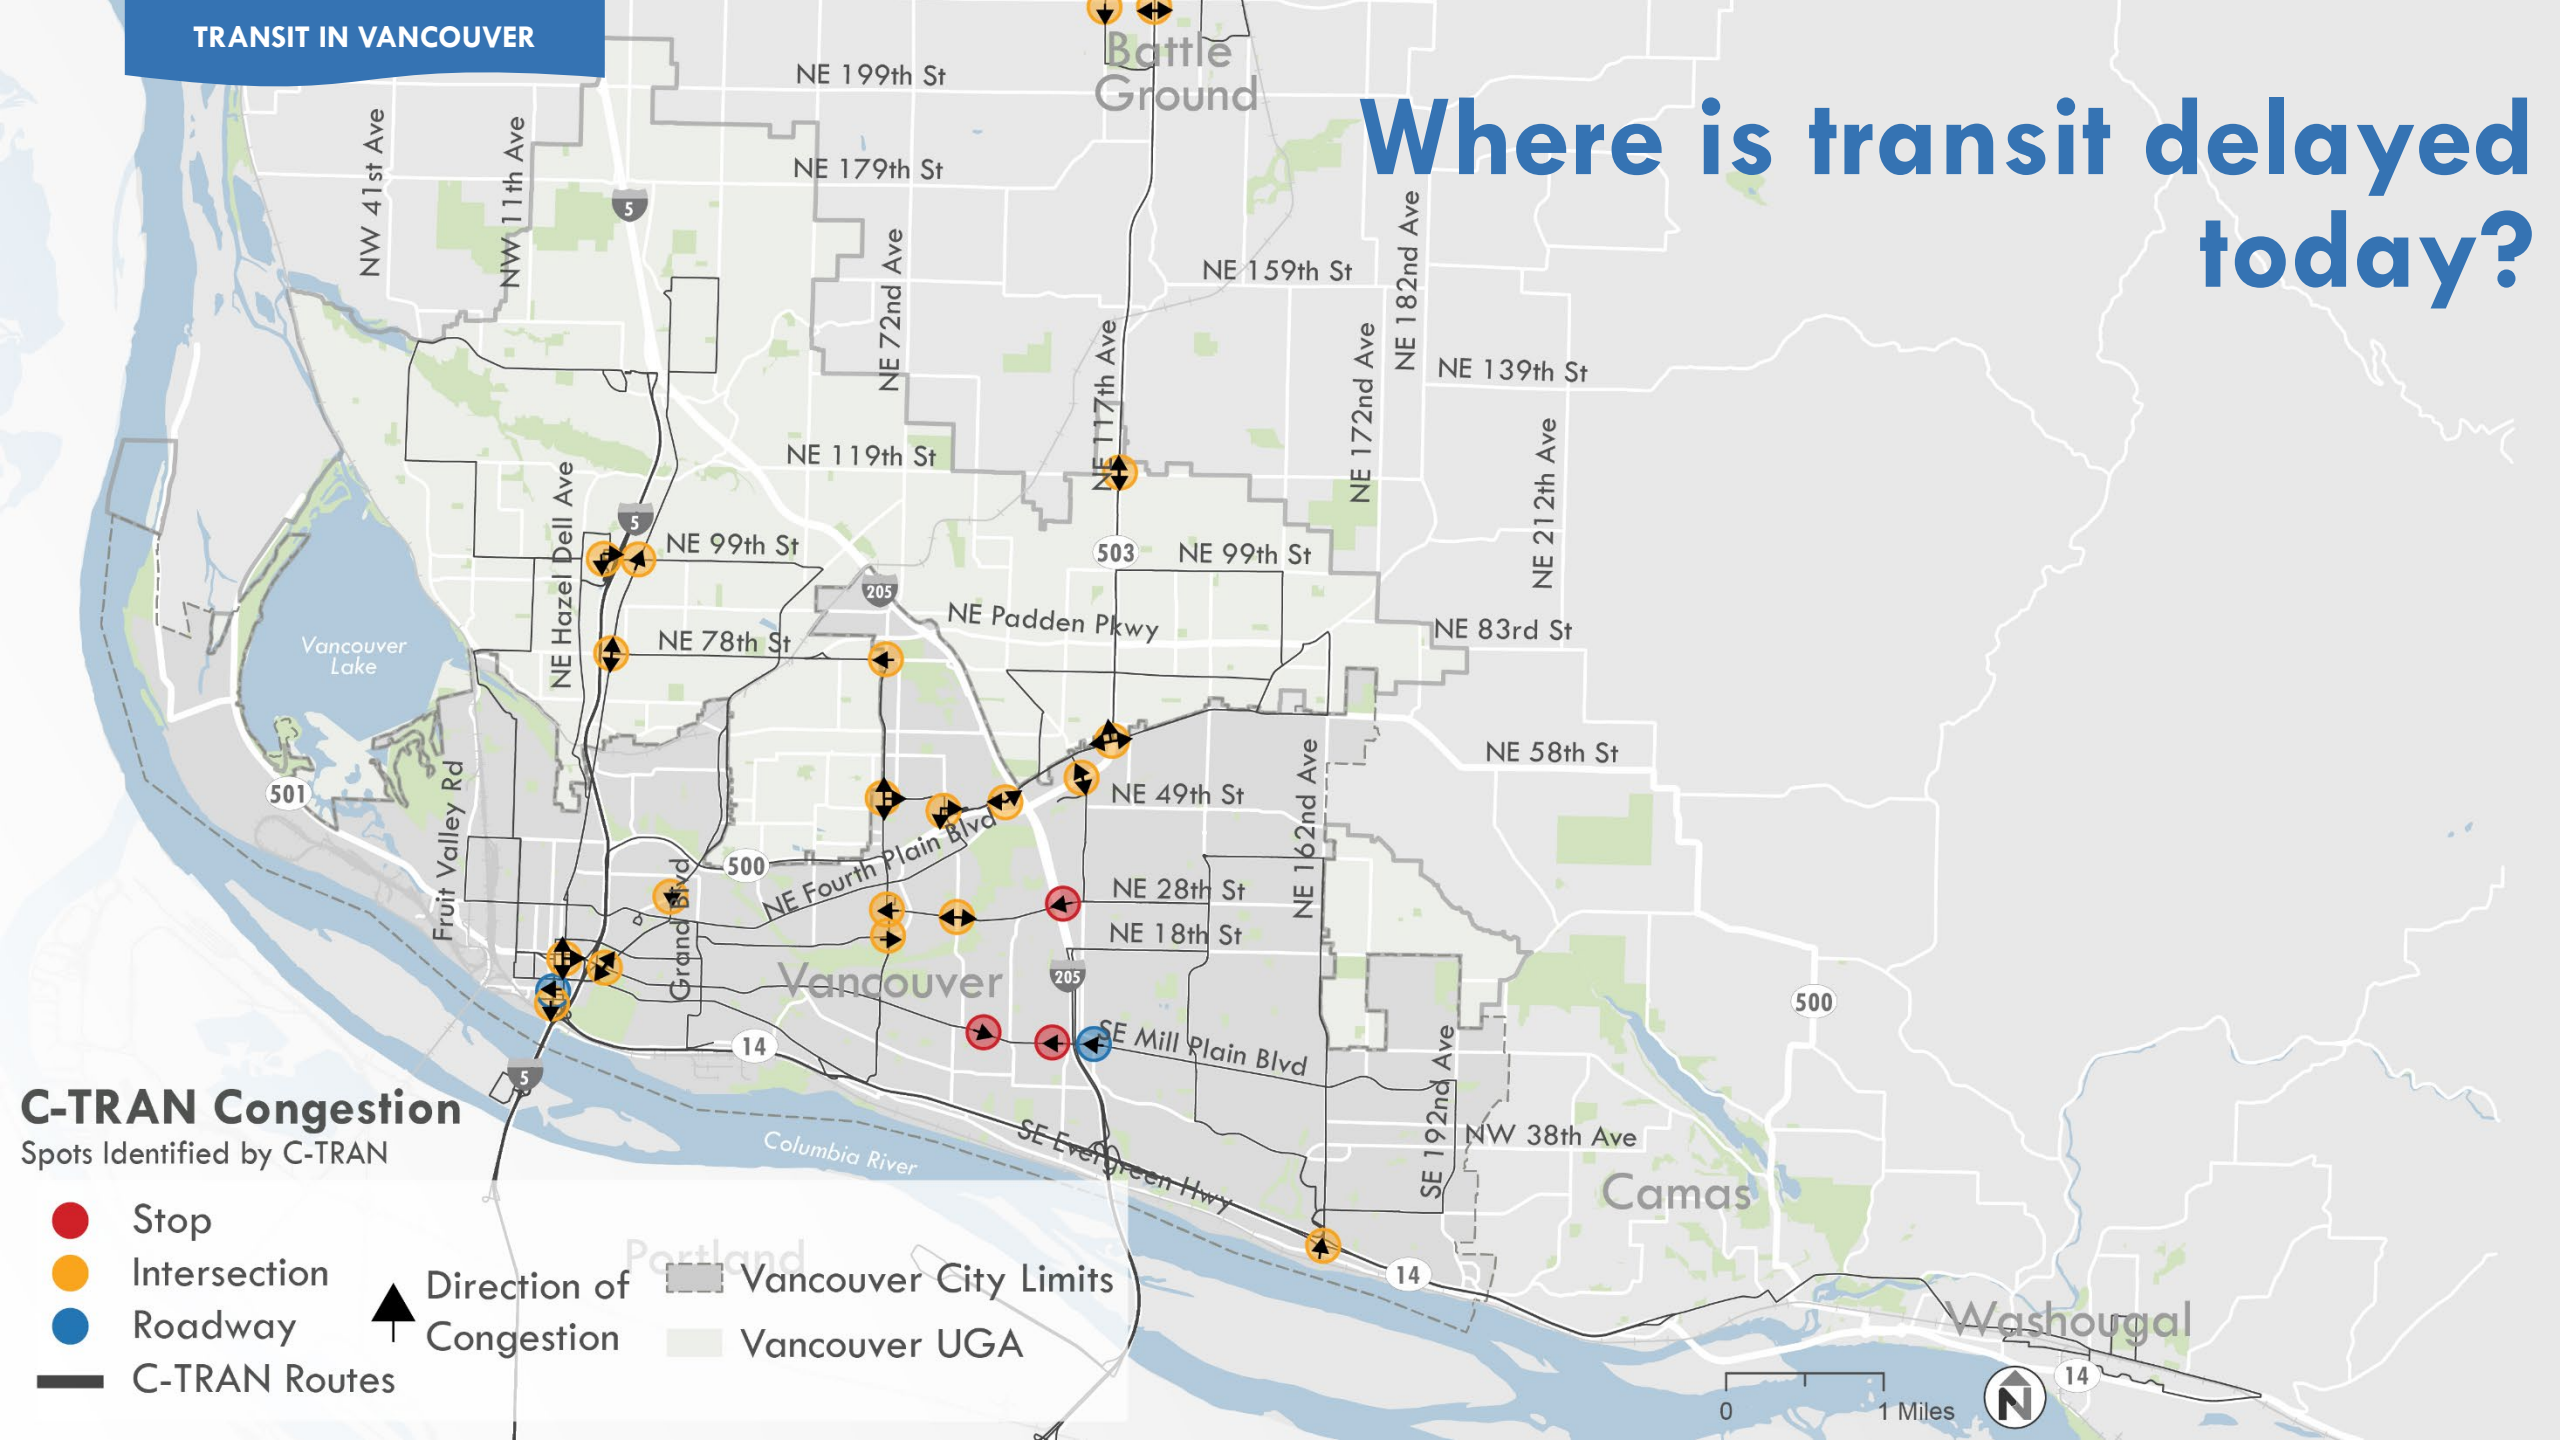 TRANSIT IN VANCOUVER
Where is transit delayed
today?
Battle
Ground
NE 199th St
NE 179th St
NW 41st Ave
NW 11th Ave
5
NE 72nd Ave
NE 159th St
NE 182nd Ave
NE 117th Ave
NE 172nd Ave
NE 139th St
NE 119th St
NE 212th Ave
NE Hazel Dell Ave
5
NE 99th St
503
NE 99th St
205
NE Padden Pkwy
NE 78th St
NE 83rd St
Vancouver
Lake
NE 58th St
501
Fruit Valley Rd
NE 49th St
NE 162nd Ave
500
NE Fourth Plain Blvd
Grand Blvd
NE 28th St
NE 18th St
Vancouver
205
500
14
SE Mill Plain Blvd
SE 192nd Ave
5
Columbia River
SE Evergreen Hwy
NW 38th Ave
Camas
14
Washougal
14
Portland
C-TRAN Congestion
Spots Identified by C-TRAN
Stop
Intersection
Roadway
C-TRAN Routes
Direction of
Congestion
Vancouver City Limits
Vancouver UGA
0 1 Miles
N